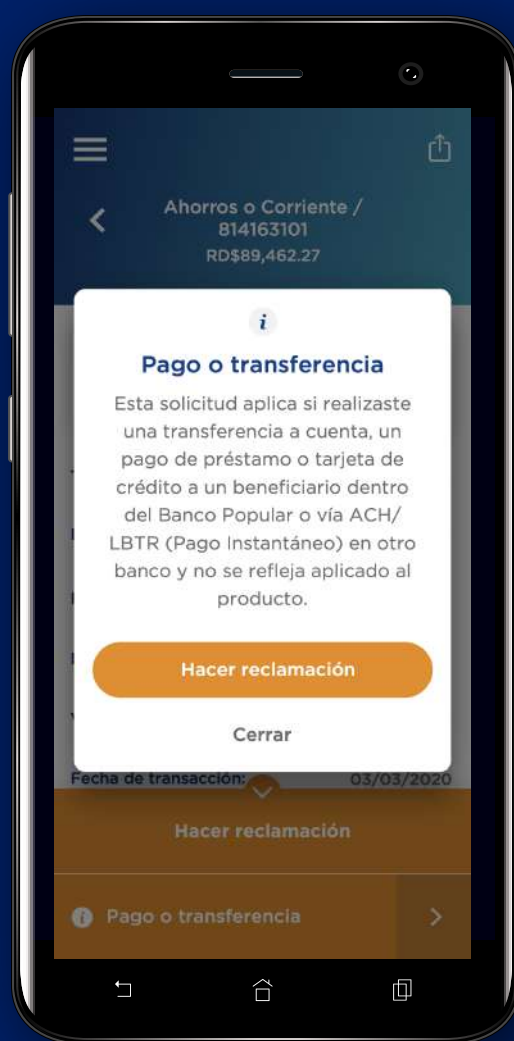 Ahorros o Corriente /
814163101
RD$89,462.27
i
Pago o transferencia
Esta solicitud aplica si realizaste
una transferencia a cuenta, un
pago de préstamo o tarjeta de
crédito a un beneficiario dentro
del Banco Popular o vía ACH/
LBTR (Pago Instantáneo) en otro
banco y no se refleja aplicado al
producto.
Hacer reclamación
Cerrar
Fecha de transacción: 03/03/2020
Hacer reclamación
i Pago o transferencia